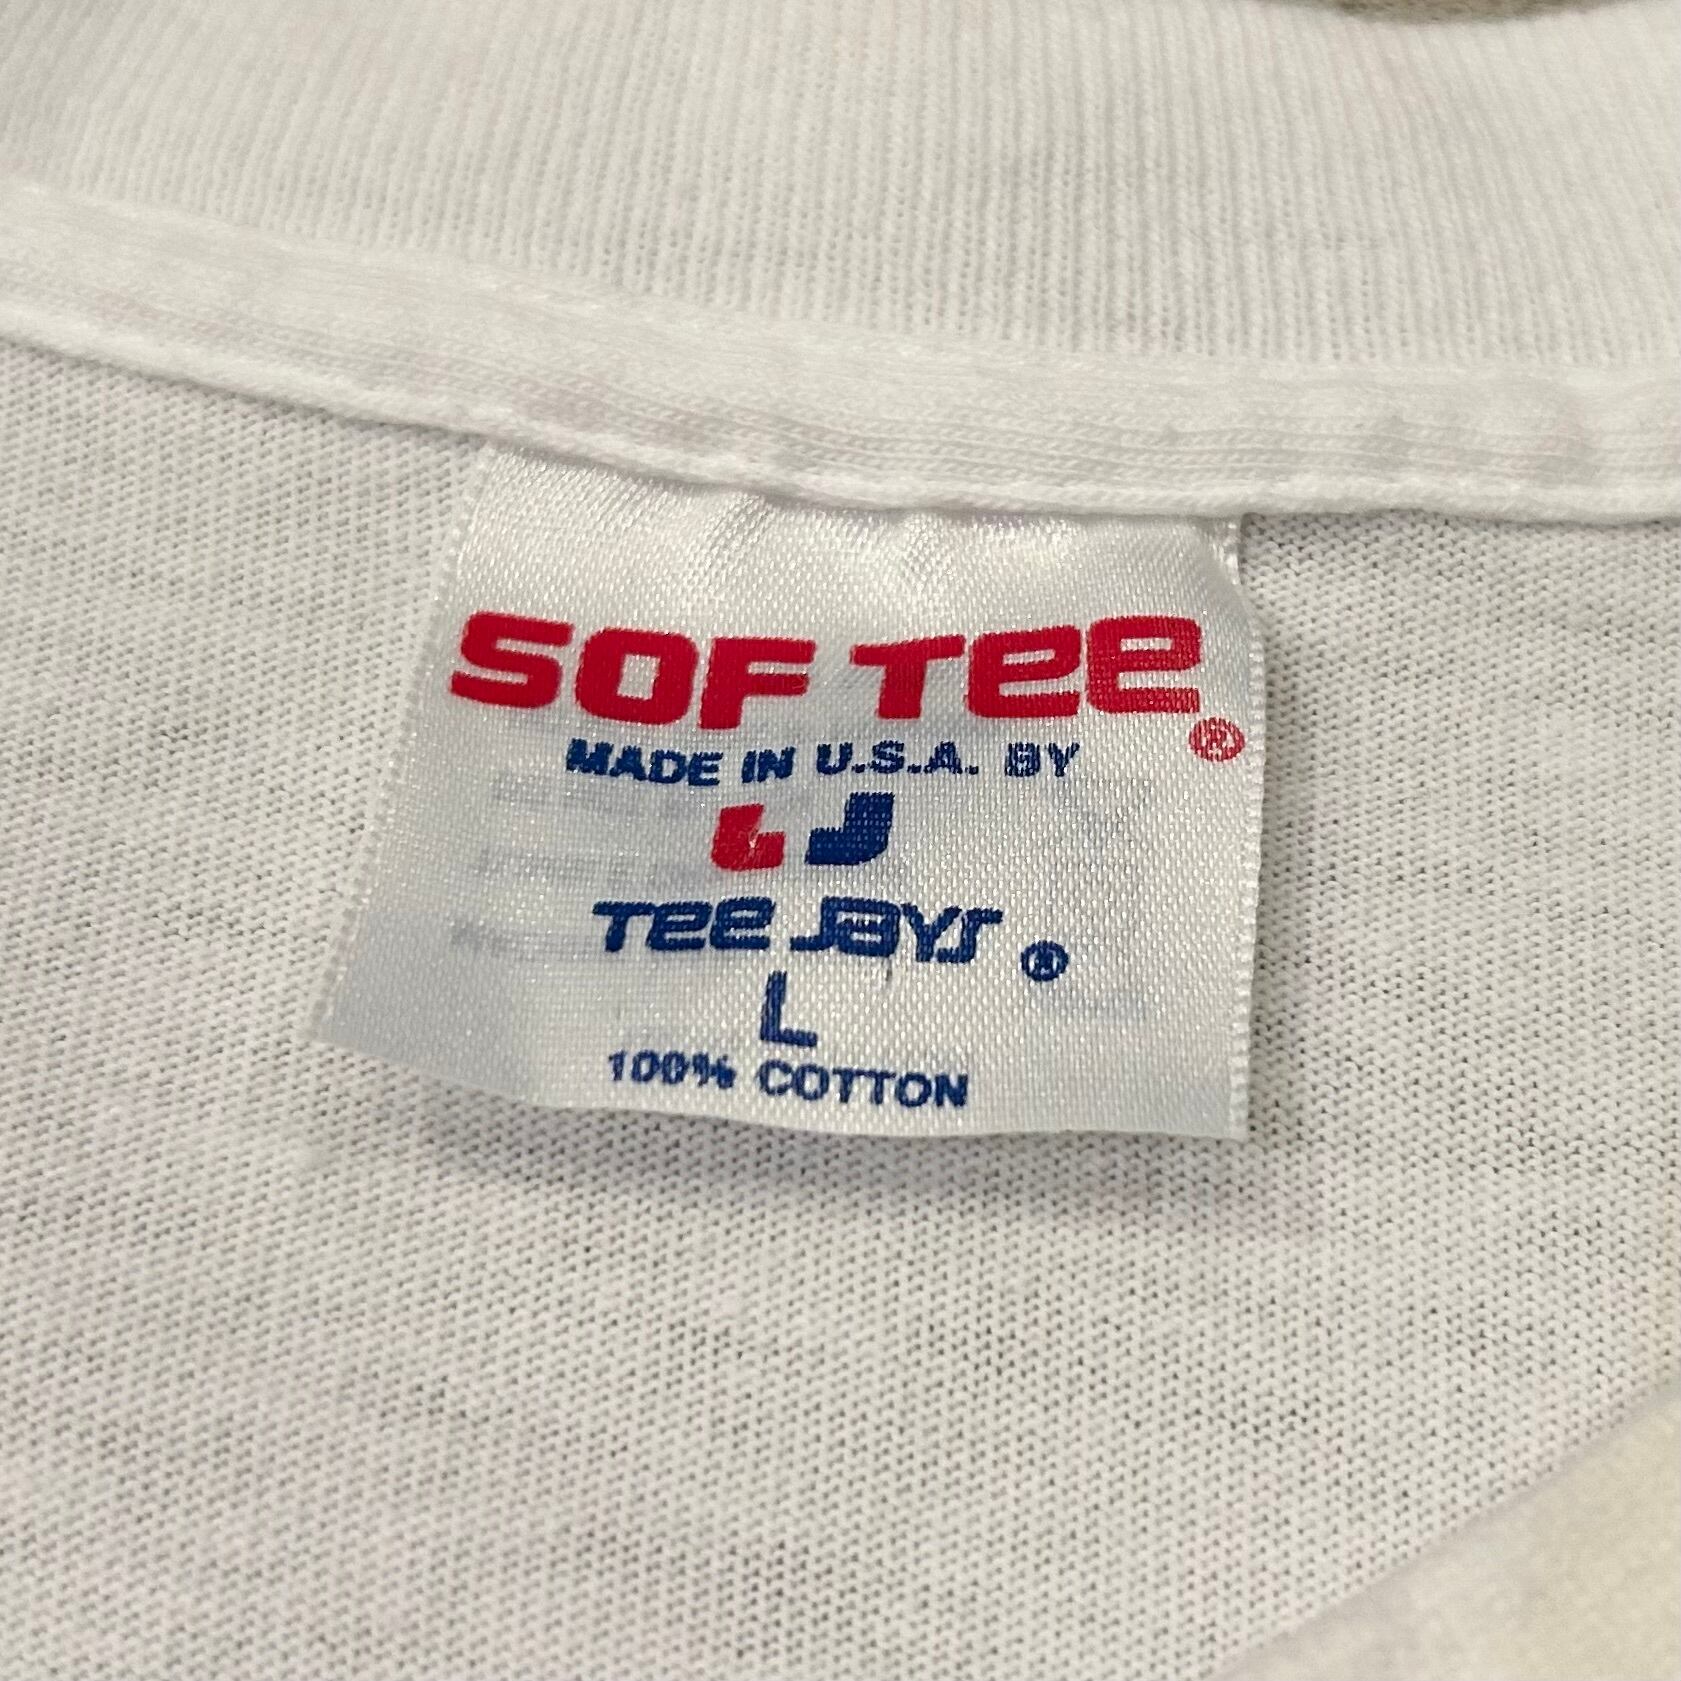 SOF TEE®
MADE IN U.S.A. BY
TJ
TEE JAYS®
L
100% COTTON